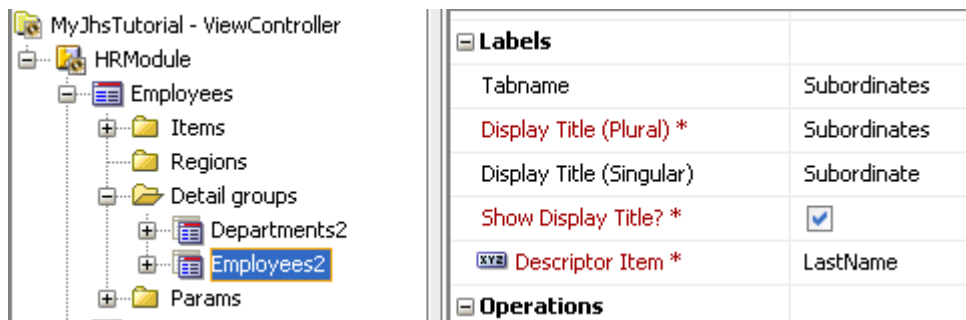 MyJhsTutorial - ViewController
HRModule
Employees
Items
Regions
Detail groups
Departments2
Employees2
Params
Labels
Tabname Subordinates
Display Title (Plural) * Subordinates
Display Title (Singular) Subordinate
Show Display Title? *
XYZ Descriptor Item * LastName
Operations